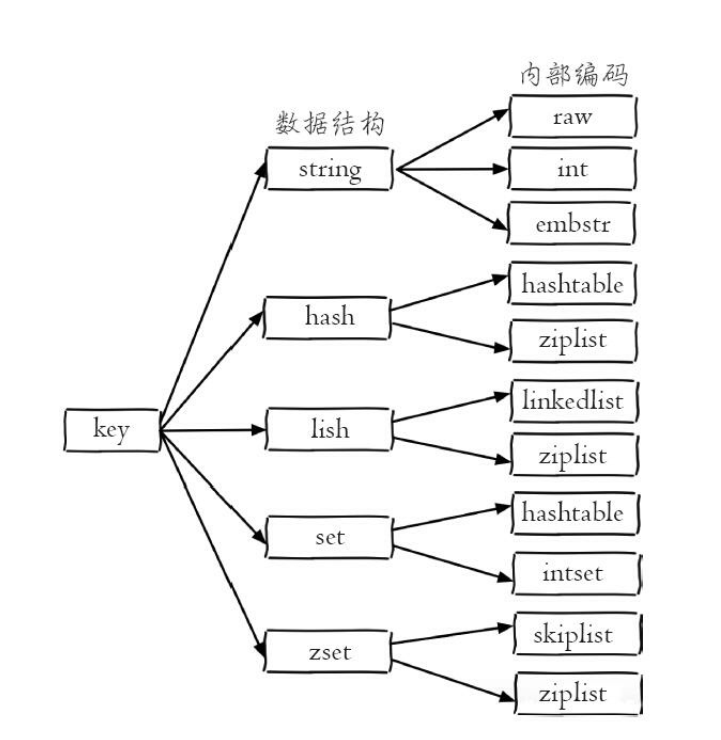 内部编码
数据结构
raw
string
int
embstr
hashtable
hash
ziplist
linkedlist
key
lish
ziplist
hashtable
set
intset
skiplist
zset
ziplist